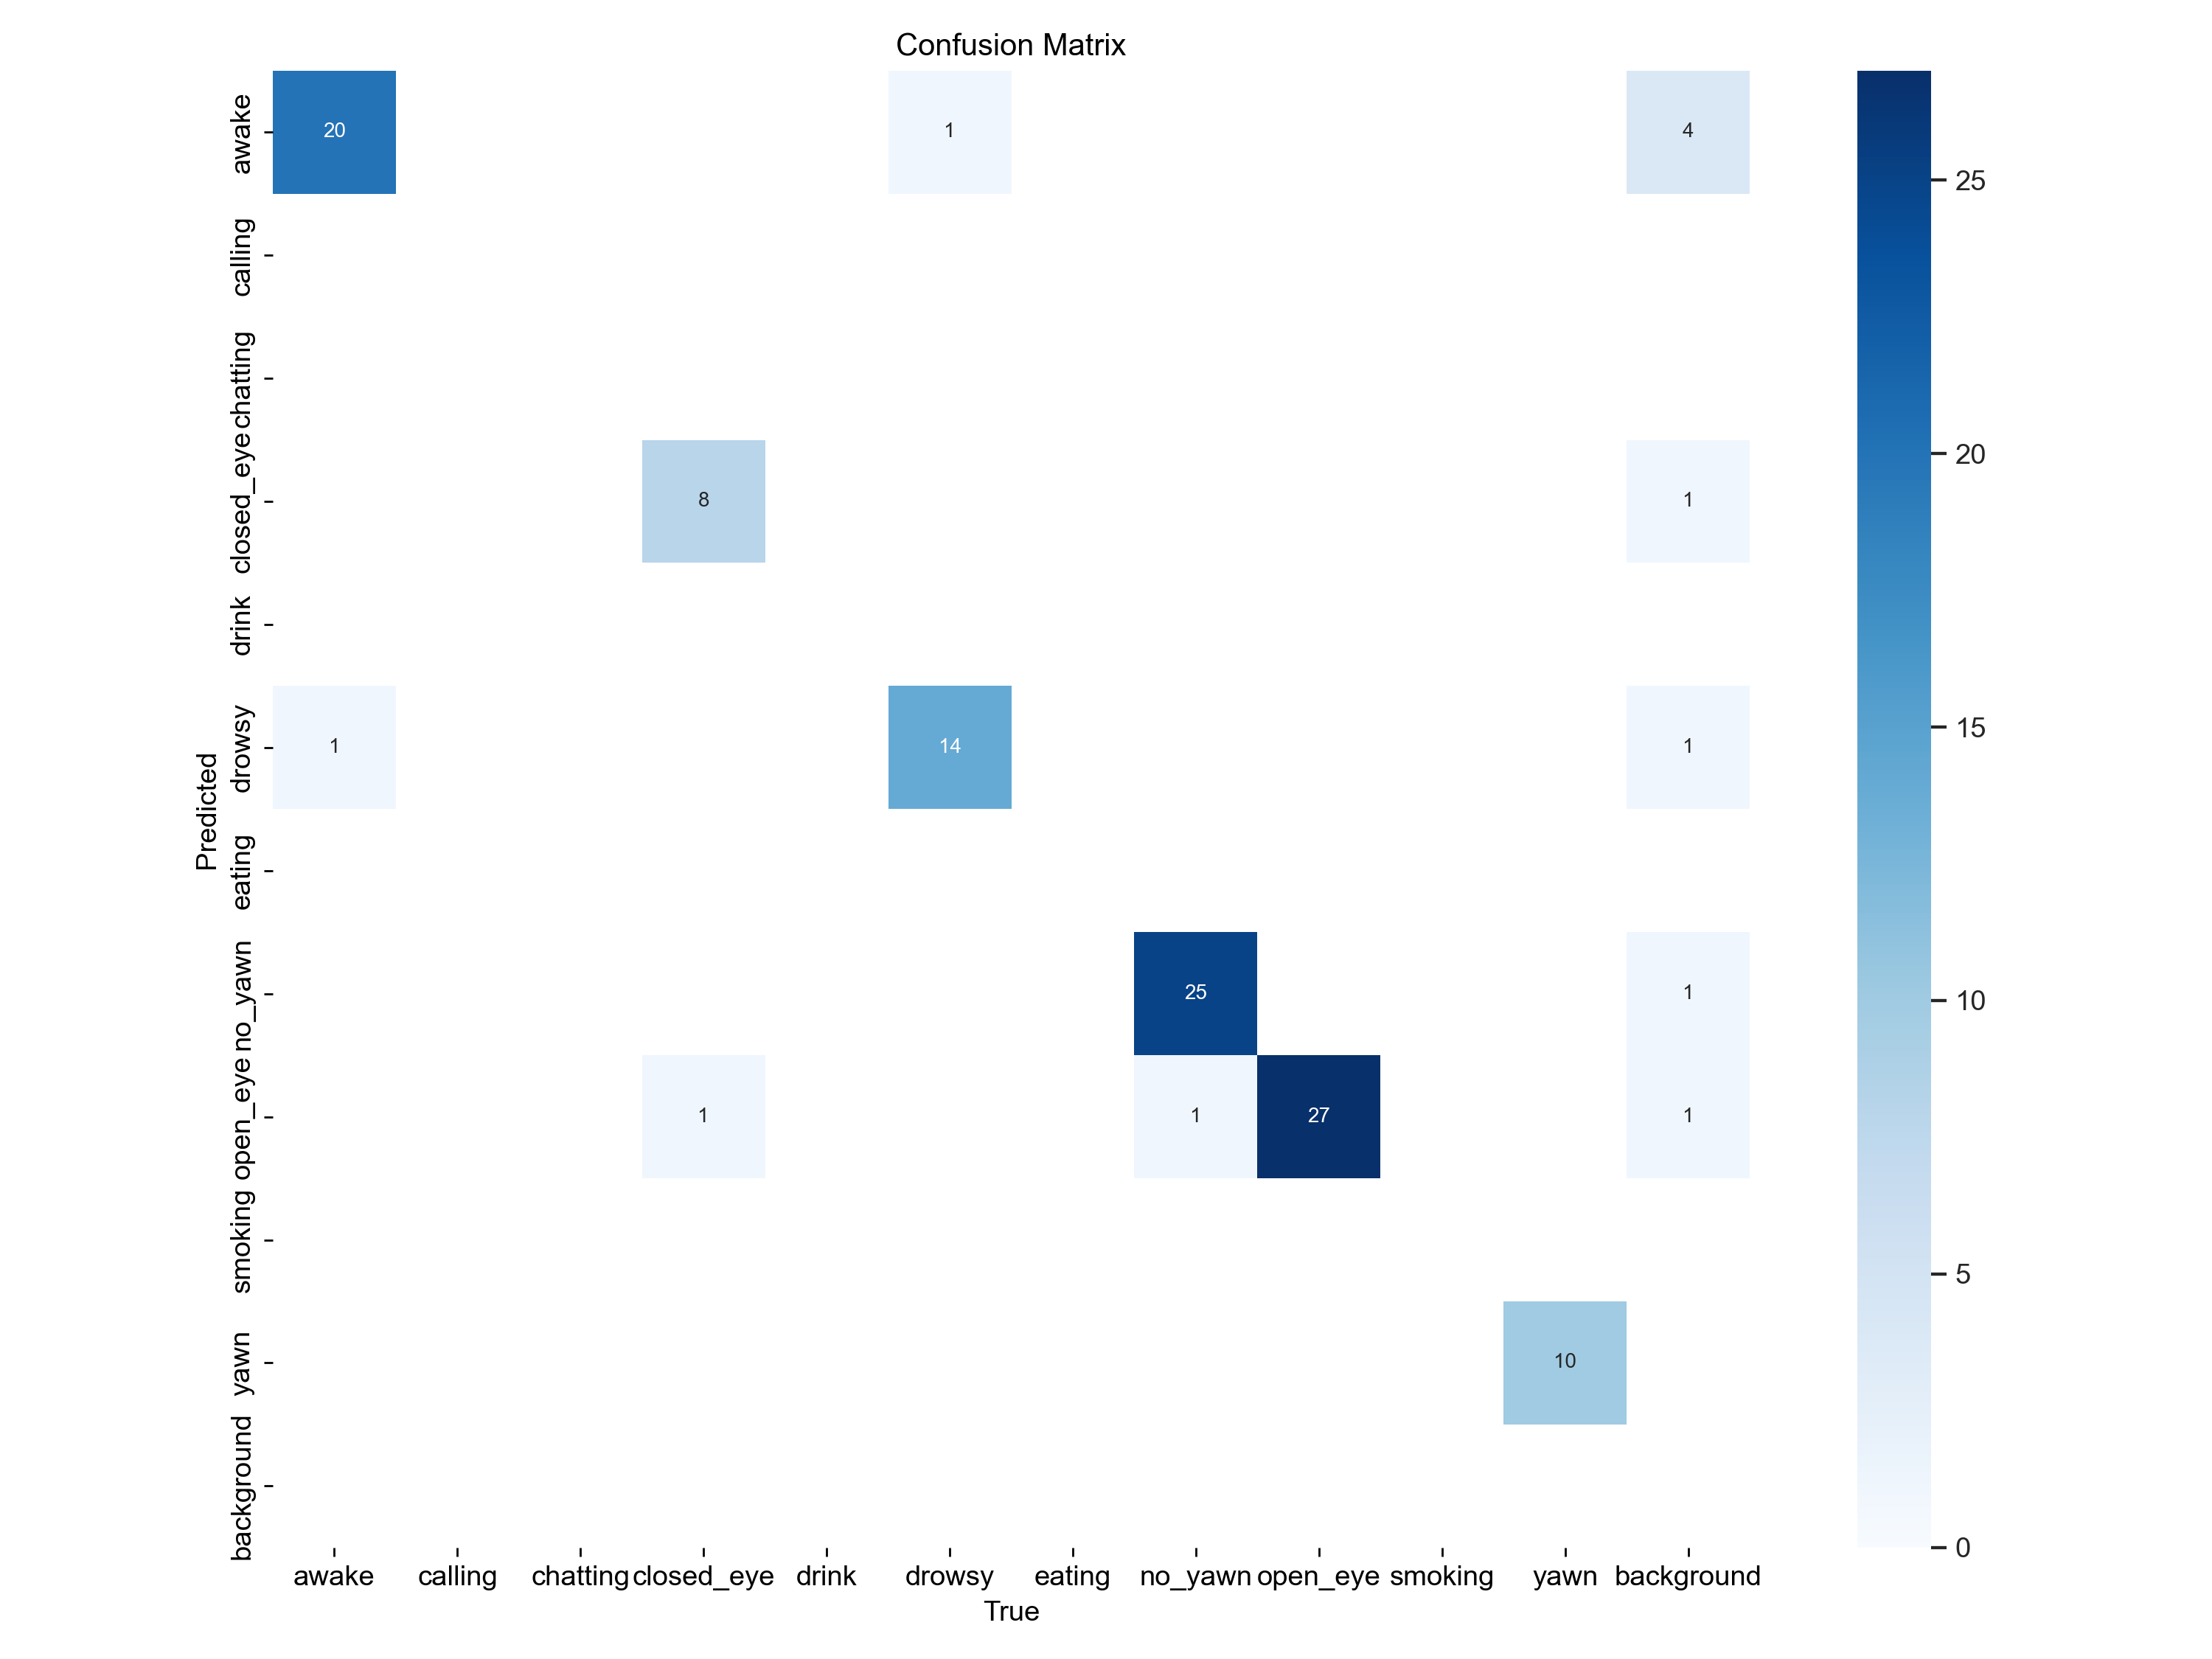 Confusion Matrix
awake
20
1
4
25
calling
chatting
20
closed_eye
8
1
drink
15
drowsy
1
14
1
Predicted
eating
10
no_yawn
25
1
open_eye
1
1
27
1
smoking
5
yawn
10
background
0
awake calling chatting closed_eye drink drowsy eating no_yawn open_eye smoking yawn background
True